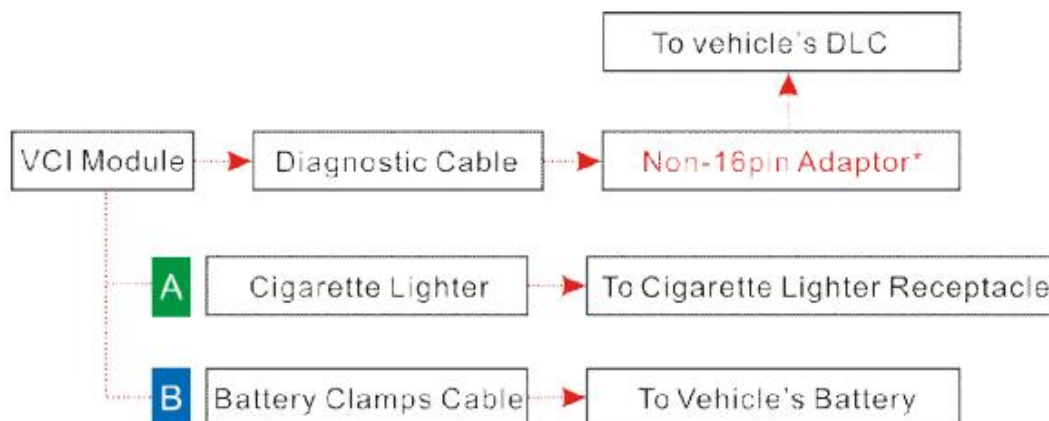 To vehicle's DLC
VCI Module
Diagnostic Cable
Non-16pin Adaptor*
A
Cigarette Lighter
To Cigarette Lighter Receptacle
B
Battery Clamps Cable
To Vehicle's Battery